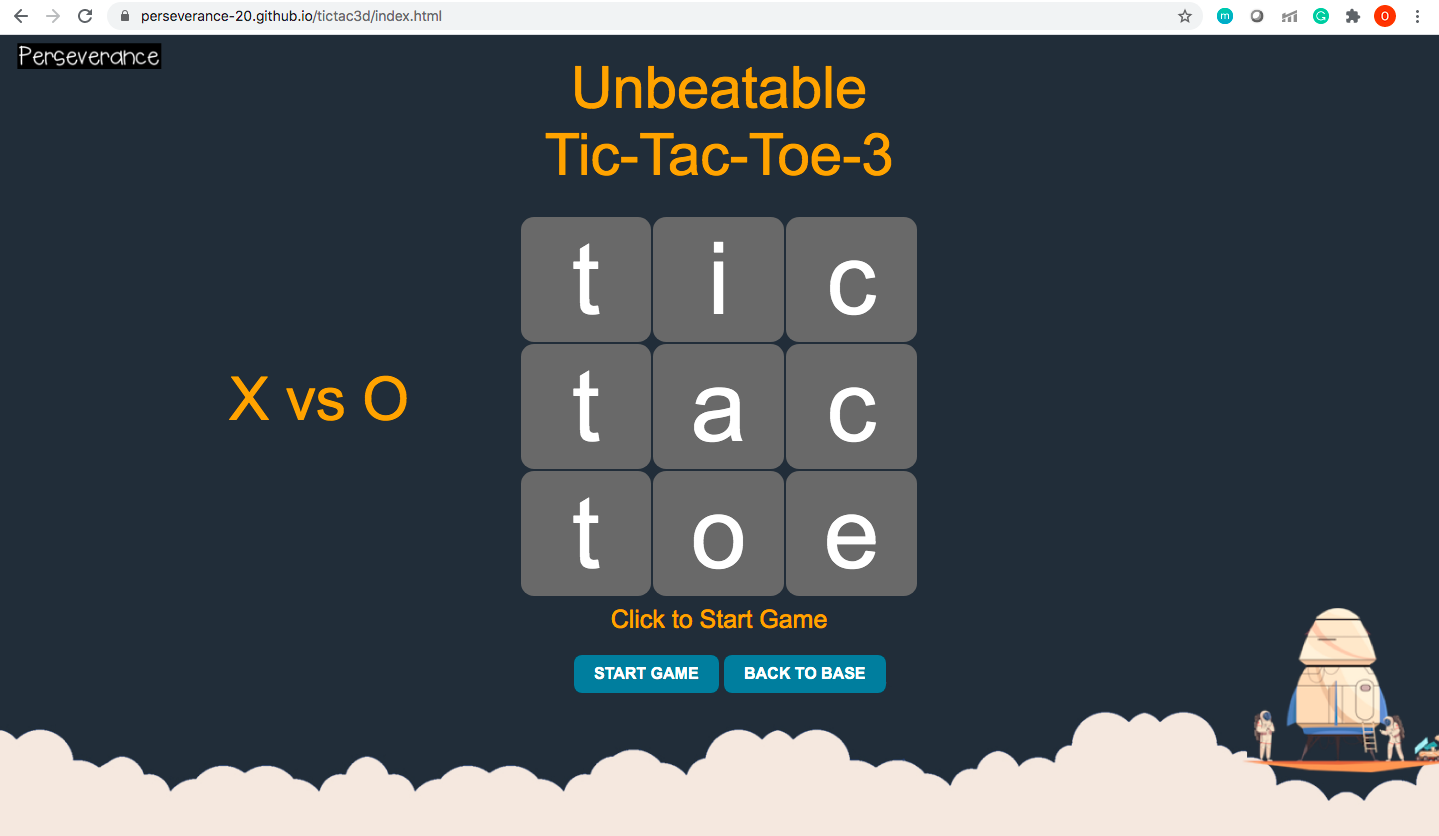 perseverance-20.github.io/tictac3d/index.html
m
G
O
Perseverance
Unbeatable
Tic-Tac-Toe-3
t i c
X vs O
t a c
t o e
Click to Start Game
START GAME BACK TO BASE